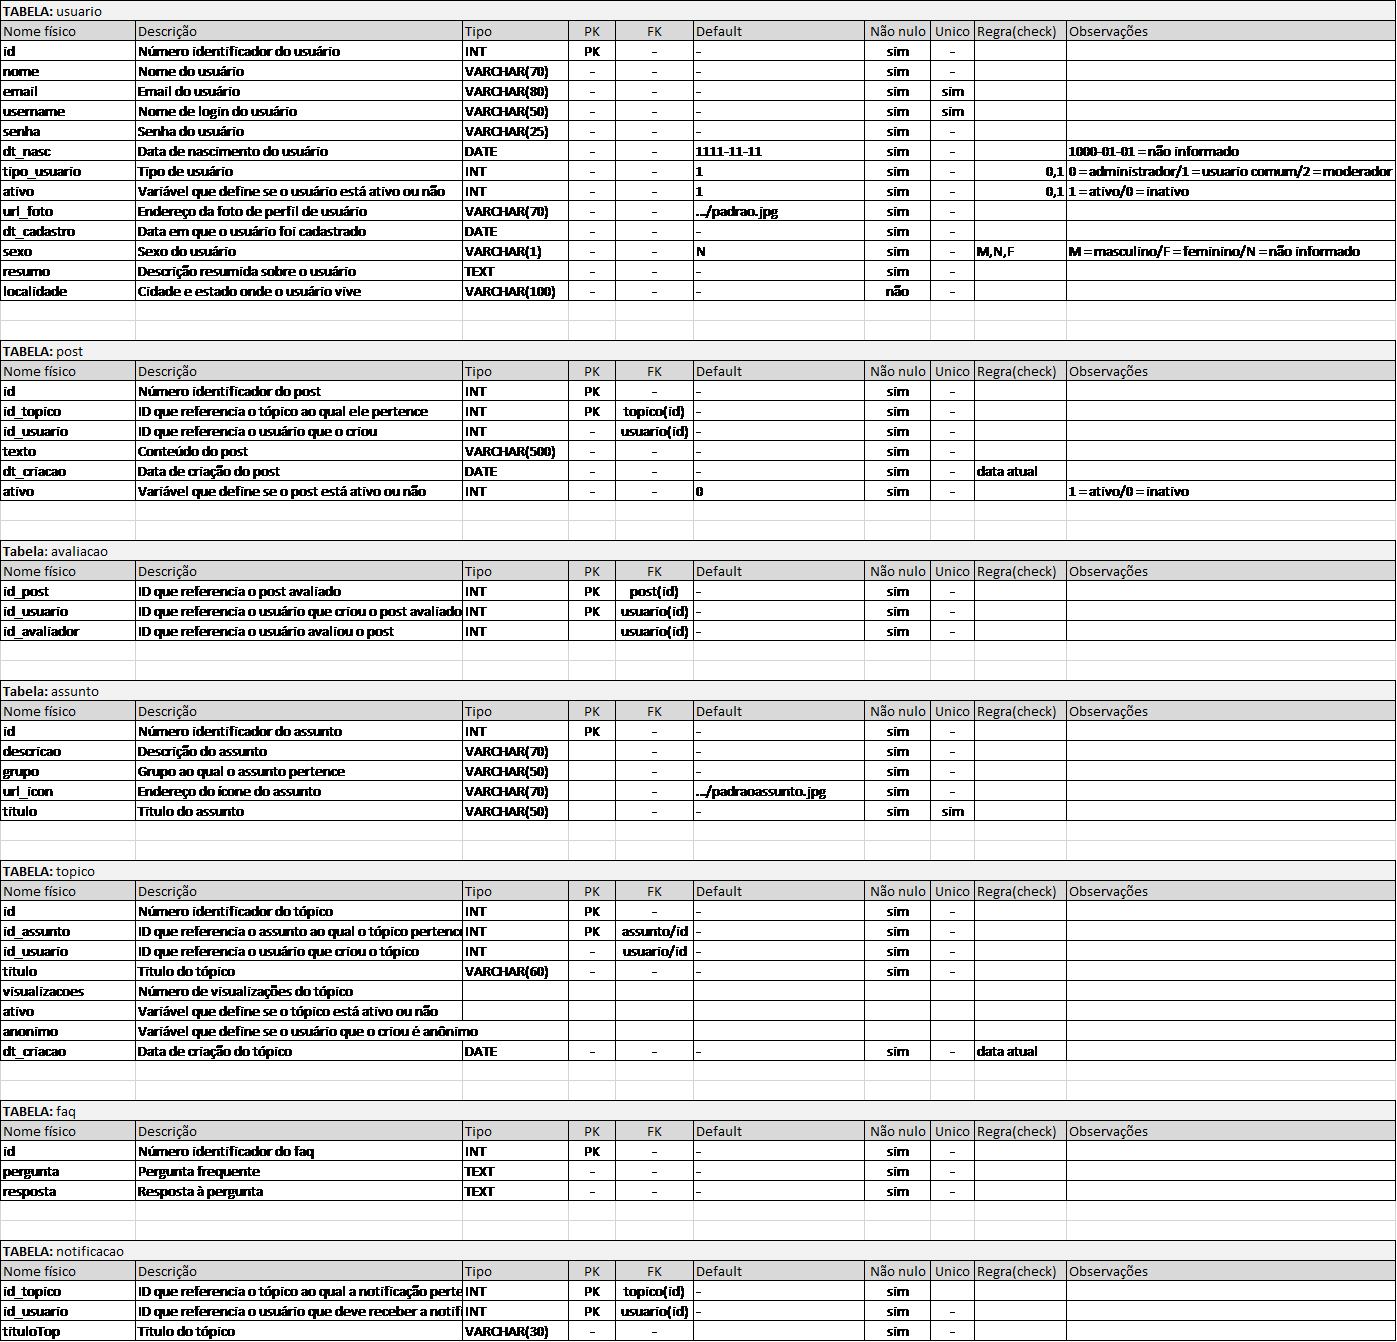 TABELA: usuario
Nome físico Descrição Tipo PK FK Default Não nulo Unico Regra(check) Observações
id Número identificador do usuário INT PK - - sim -
nome Nome do usuário VARCHAR(70) - - - sim -
email Email do usuário VARCHAR(80) - - - sim sim
username Nome de login do usuário VARCHAR(50) - - - sim sim
senha Senha do usuário VARCHAR(25) - - - sim -
dt_nasc Data de nascimento do usuário DATE - - 1111-11-11 sim - 1000-01-01 = não informado
tipo_usuario Tipo de usuário INT - - 1 sim - 0,1 0 = administrador/1 = usuario comum/2 = moderador
ativo Variável que define se o usuário está ativo ou não INT - - 1 sim - 0,1 1 = ativo/0 = inativo
url_foto Endereço da foto de perfil de usuário VARCHAR(70) - - .../padrao.jpg sim -
dt_cadastro Data em que o usuário foi cadastrado DATE - - - sim -
sexo Sexo do usuário VARCHAR(1) - - N sim - M,N,F M = masculino/F = feminino/N = não informado
resumo Descrição resumida sobre o usuário TEXT - - - sim -
localidade Cidade e estado onde o usuário vive VARCHAR(100) - - - não -
TABELA: post
Nome físico Descrição Tipo PK FK Default Não nulo Unico Regra(check) Observações
id Número identificador do post INT PK - - sim -
id_topico ID que referencia o tópico ao qual ele pertence INT PK topico(id) - sim -
id_usuario ID que referencia o usuário que o criou INT - usuario(id) - sim -
texto Conteúdo do post VARCHAR(500) - - - sim -
dt_criacao Data de criação do post DATE - - - sim - data atual
ativo Variável que define se o post está ativo ou não INT - - 0 sim - 1 = ativo/0 = inativo
Tabela: avaliacao
Nome físico Descrição Tipo PK FK Default Não nulo Unico Regra(check) Observações
id_post ID que referencia o post avaliado INT PK post(id) - sim -
id_usuario ID que referencia o usuário que criou o post avaliado INT PK usuario(id) - sim -
id_avaliador ID que referencia o usuário avaliou o post INT usuario(id) - sim -
Tabela: assunto
Nome físico Descrição Tipo PK FK Default Não nulo Unico Regra(check) Observações
id Número identificador do assunto INT PK - - sim -
descricao Descrição do assunto VARCHAR(70) - - sim -
grupo Grupo ao qual o assunto pertence VARCHAR(50) - - sim -
url_icon Endereço do ícone do assunto VARCHAR(70) - .../padraoassunto.jpg sim -
titulo Título do assunto VARCHAR(50) - - sim sim
TABELA: topico
Nome físico Descrição Tipo PK FK Default Não nulo Unico Regra(check) Observações
id Número identificador do tópico INT PK - - sim -
id_assunto ID que referencia o assunto ao qual o tópico pertence INT PK assunto/id - sim -
id_usuario ID que referencia o usuário que criou o tópico INT - usuario/id - sim -
titulo Título do tópico VARCHAR(60) - - - sim -
visualizacoes Número de visualizações do tópico
ativo Variável que define se o tópico está ativo ou não
anonimo Variável que define se o usuário que o criou é anônimo
dt_criacao Data de criação do tópico DATE - - - sim - data atual
TABELA: faq
Nome físico Descrição Tipo PK FK Default Não nulo Unico Regra(check) Observações
id Número identificador do faq INT PK - - sim -
pergunta Pergunta frequente TEXT - - - sim -
resposta Resposta à pergunta TEXT - - - sim -
TABELA: notificacao
Nome físico Descrição Tipo PK FK Default Não nulo Unico Regra(check) Observações
id_topico ID que referencia o tópico ao qual a notificação perte INT PK topico(id) - sim
id_usuario ID que referencia o usuário que deve receber a notifi INT PK usuario(id) - sim -
tituloTop Título do tópico VARCHAR(30) - - sim -